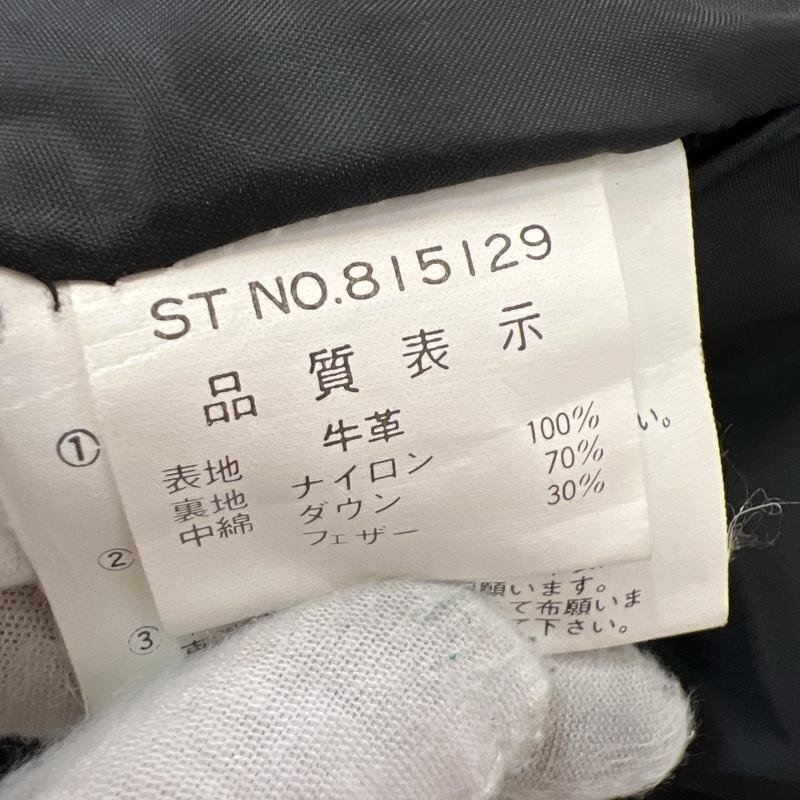 ST NO.815129
品質表示
① 表地 牛革
裏地 ナイロン 100%
中綿 ダウン 70%
フェザー 30%
い。
②
願います。
③
て布願いま
て下さい。